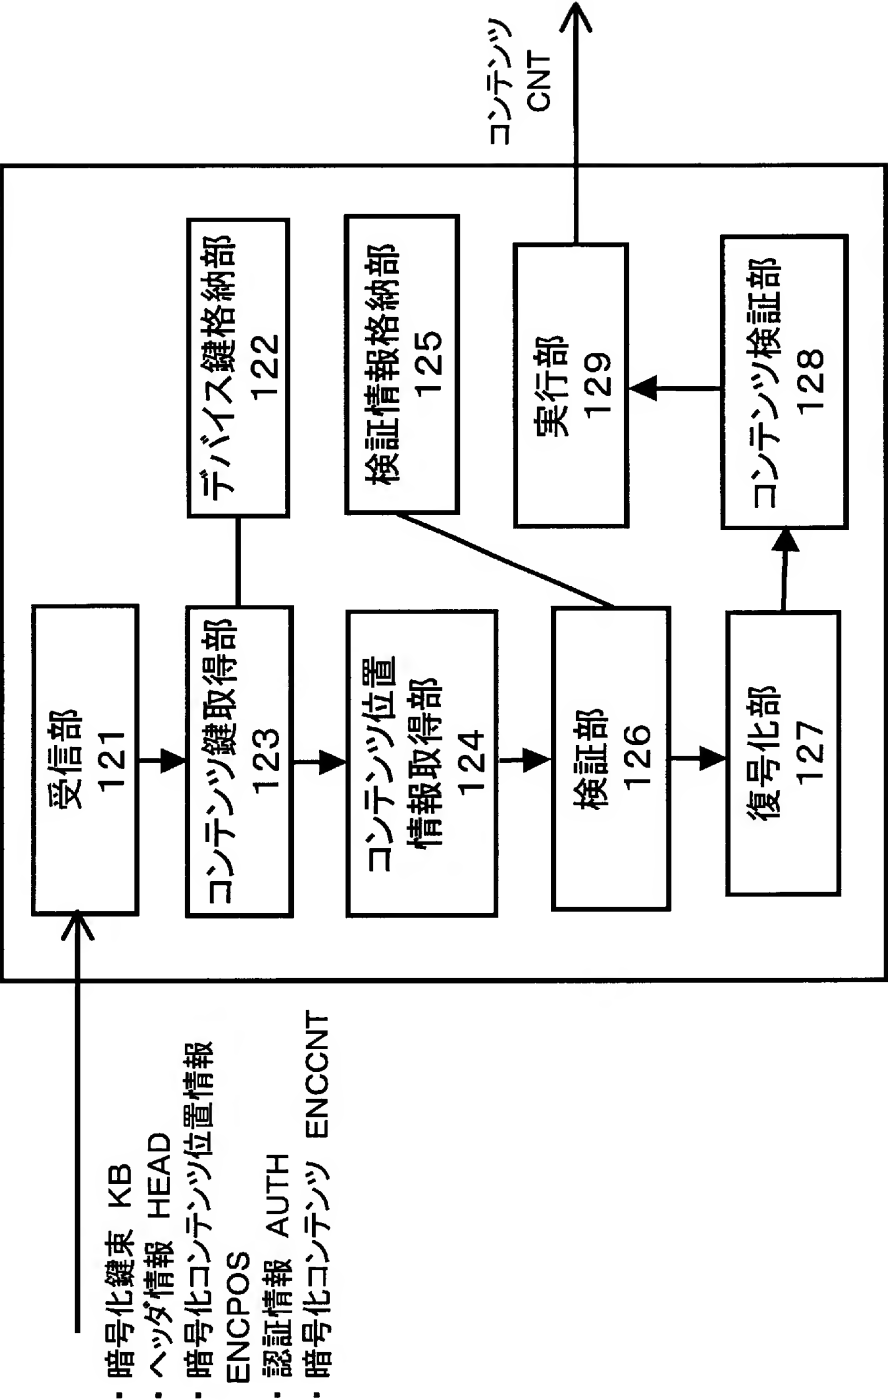 ・暗号化鍵束 KB
・ヘッダ情報 HEAD
・暗号化コンテンツ位置情報
ENCPOS
・認証情報 AUTH
・暗号化コンテンツ ENCCNT
受信部
121
コンテンツ鍵取得部
123
デバイス鍵格納部
122
コンテンツ位置
情報取得部
124
検証情報格納部
125
検証部
126
復号化部
127
コンテンツ検証部
128
実行部
129
コンテンツ
CNT